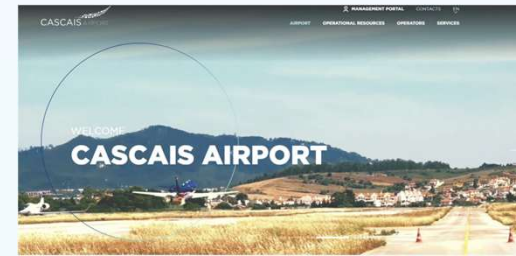 MANAGEMENT PORTAL CONTACTS EN
CASCAIS AIRPORT
AIRPORT OPERATIONAL RESOURCES OPERATORS SERVICES
WELCOME
CASCAIS AIRPORT